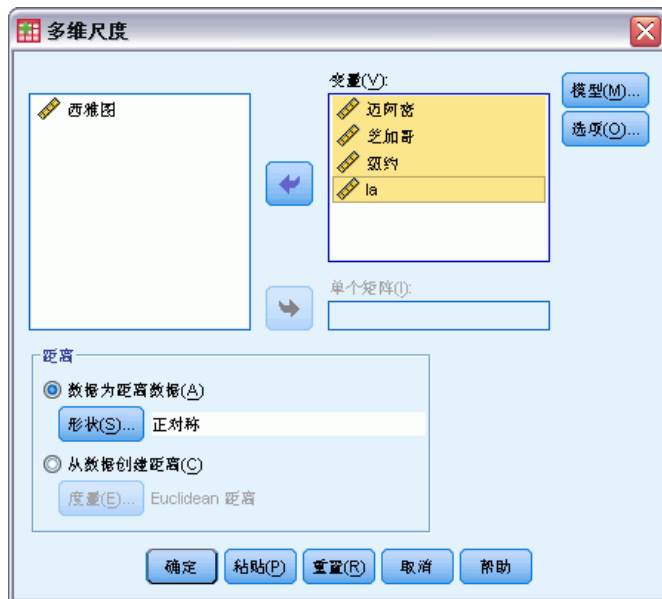 多维尺度
西雅图
变量(V):
迈阿密
芝加哥
纽约
la
模型(M)...
选项(O)...
单个矩阵(I):
距离
数据为距离数据(A)
形状(S)...
正对称
从数据创建距离(C)
度量(E)...
Euclidean 距离
确定
粘贴(P)
重置(R)
取消
帮助